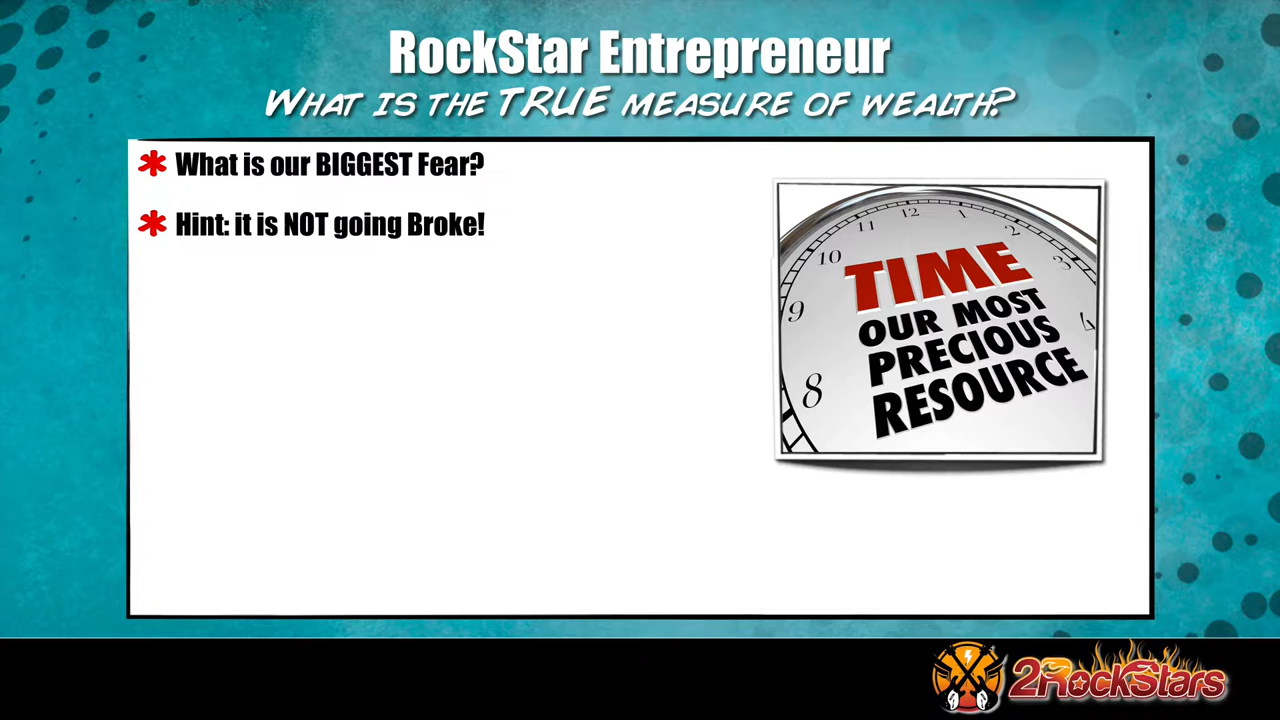 RockStar Entrepreneur
WHAT IS THE TRUE MEASURE OF WEALTH?
* What is our BIGGEST Fear?
* Hint: it is NOT going Broke!
11 12 1
10 2
9 3
8 4
TIME
OUR MOST
PRECIOUS
RESOURCE
2ROCKSTARS